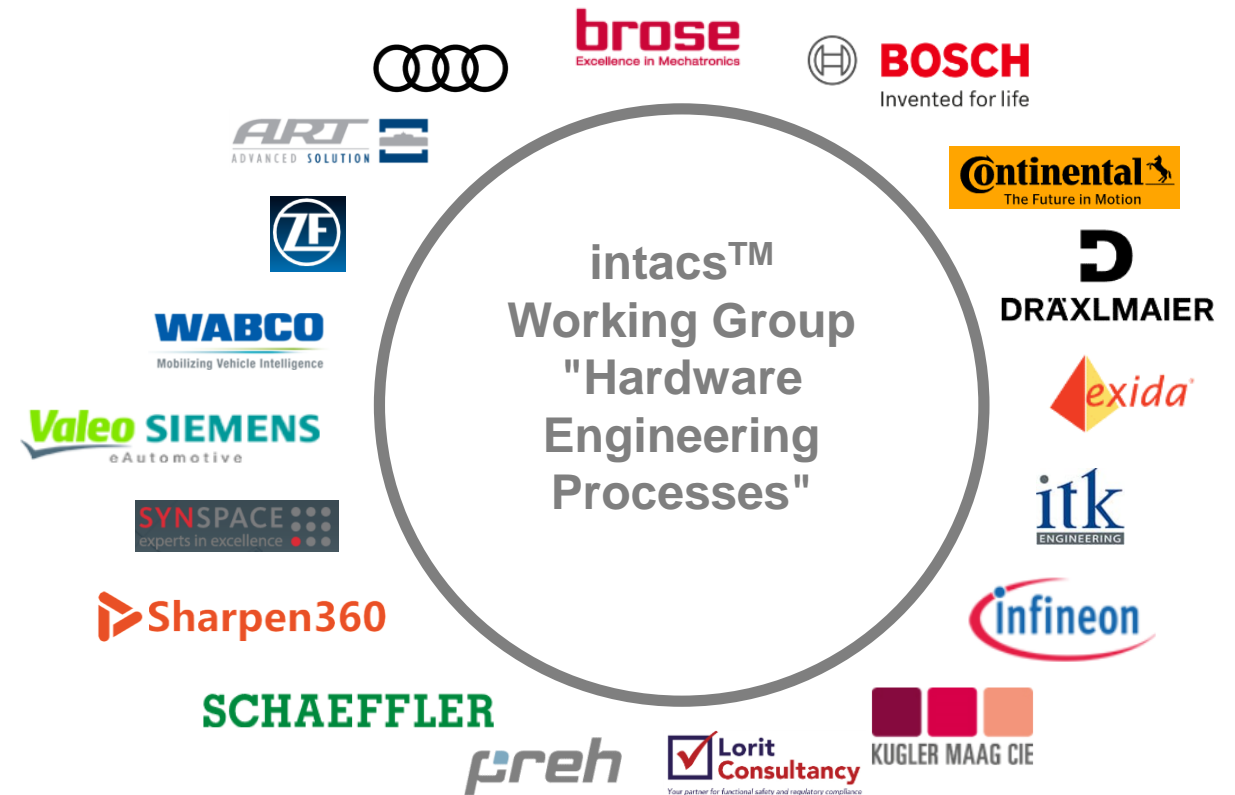 brose
Excellence in Mechatronics
BOSCH
Invented for life
ART
ADVANCED SOLUTION
Continental
The Future in Motion
ZF
DRÄXLMAIER
intacs™
Working Group
"Hardware
Engineering
Processes"
WABCO
Mobilizing Vehicle Intelligence
exida
Valeo SIEMENS
eAutomotive
itk
ENGINEERING
SYNSPACE
experts in excellence
Sharpen360
infineon
SCHAEFFLER
preh
Lorit
Consultancy
Your partner for functional safety and regulatory compliance
KUGLER MAAG CIE